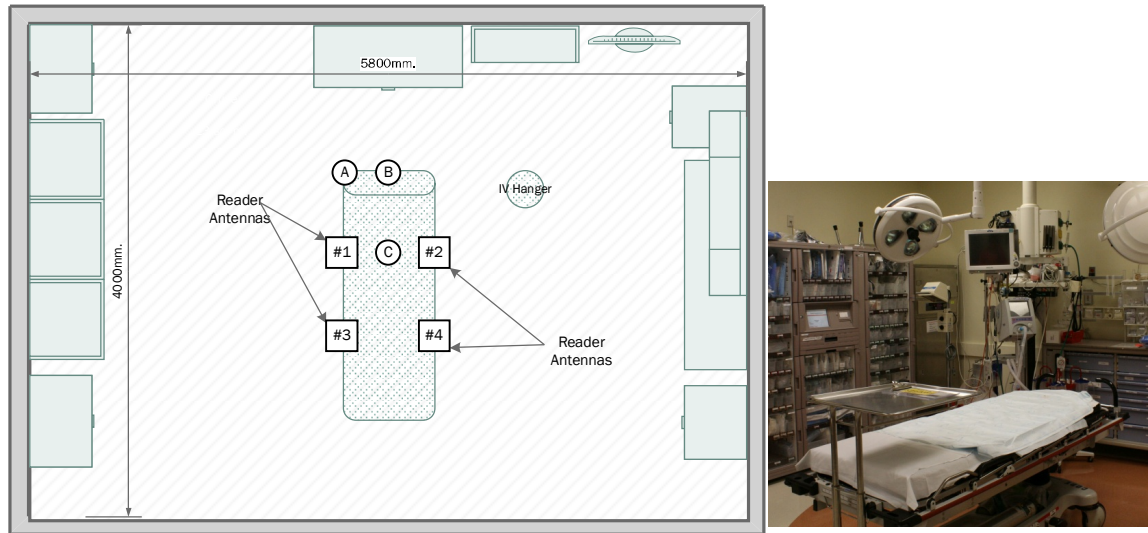 5800mm.
4000mm.
A
B
IV Hanger
Reader
Antennas
#1
C
#2
#3
#4
Reader
Antennas